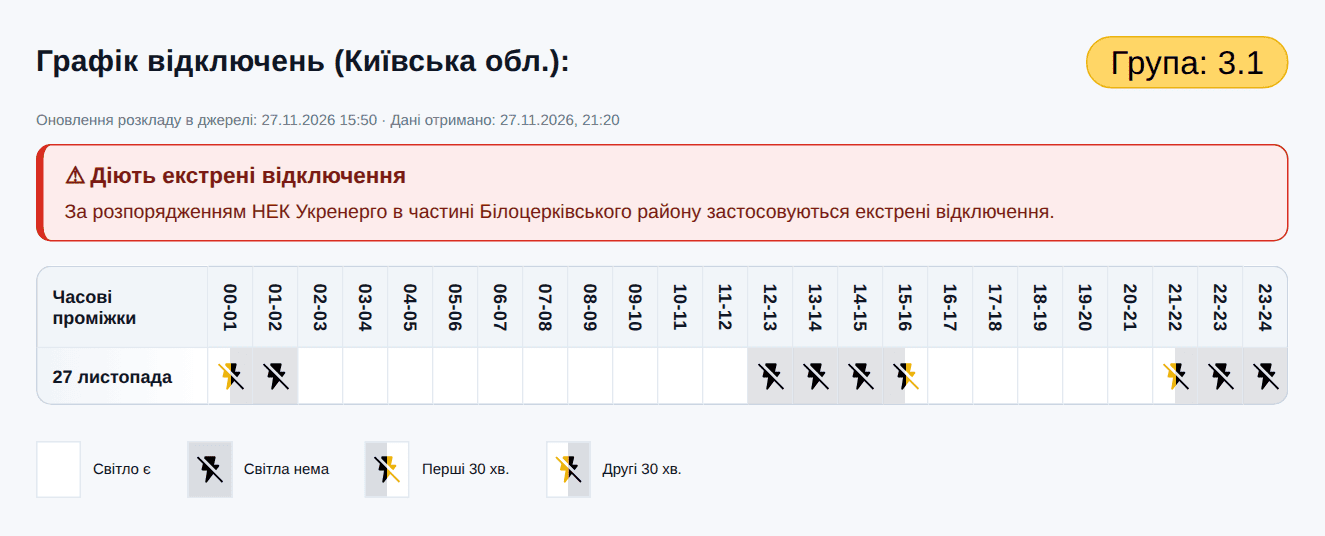 Графік відключень (Київська обл.):
Група: 3.1
Оновлення розкладу в джерелі: 27.11.2026 15:50 · Дані отримано: 27.11.2026, 21:20
⚠ Діють екстрені відключення
За розпорядженням НЕК Укренерго в частині Білоцерківського району застосовуються екстрені відключення.
Часові
проміжки
00-01
01-02
02-03
03-04
04-05
05-06
06-07
07-08
08-09
09-10
10-11
11-12
12-13
13-14
14-15
15-16
16-17
17-18
18-19
19-20
20-21
21-22
22-23
23-24
27 листопада
Світло є
Світла нема
Перші 30 хв.
Другі 30 хв.